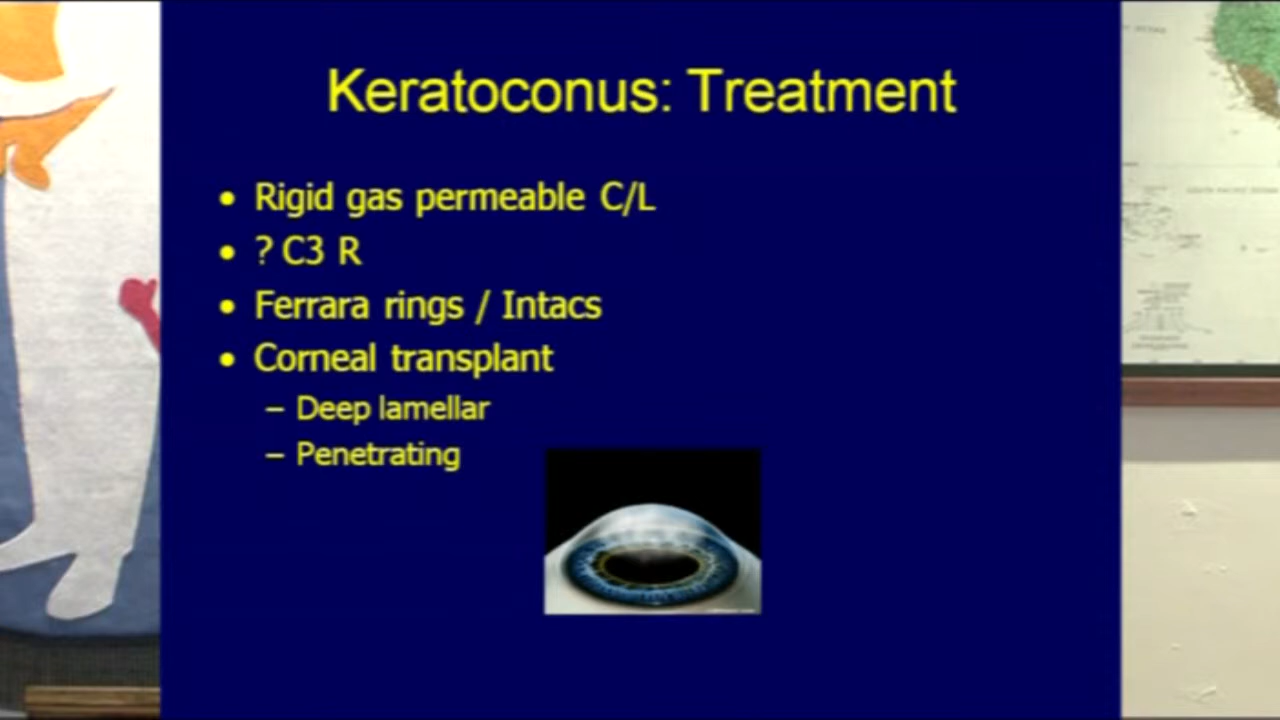 Keratoconus: Treatment
• Rigid gas permeable C/L
• ? C3 R
• Ferrara rings / Intacs
• Corneal transplant
– Deep lamellar
– Penetrating